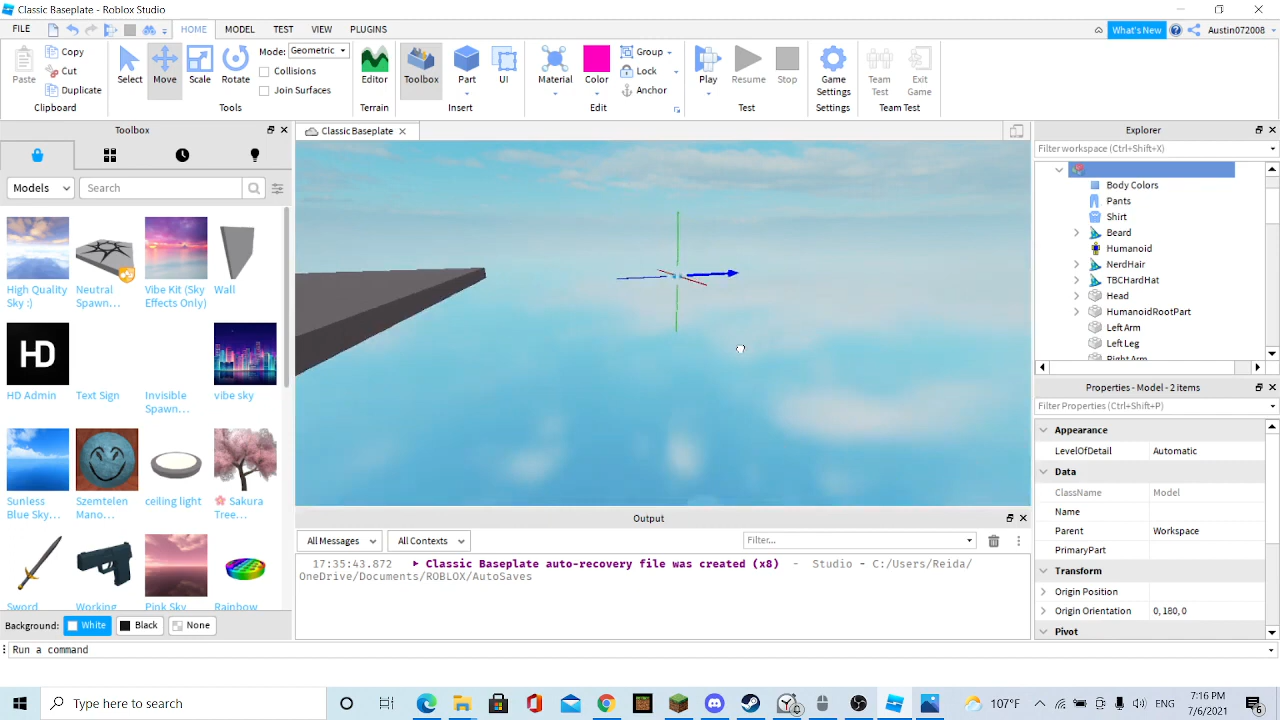 Classic Baseplate - Roblox Studio
FILE HOME MODEL TEST VIEW PLUGINS What's New Austin072008
Paste Copy Cut Duplicate Clipboard
Select Move Scale Rotate Mode: Geometric Collisions Join Surfaces Tools
Editor Terrain
Toolbox Part UI Insert
Material Color Group Lock Anchor Edit
Play Resume Stop Test
Game Settings Settings
Team Test Exit Game Team Test
Toolbox
Models Search
High Quality Sky :) Neutral Spawn... Vibe Kit (Sky Effects Only) Wall
HD
HD Admin Text Sign Invisible Spawn... vibe sky
Sunless Blue Sky... Szemtelen Mano... ceiling light 🌸 Sakura Tree...
Sword Working Pink Sky Rainbow
Background: White Black None
Classic Baseplate
Output
All Messages All Contexts Filter...
17:35:43.872 Classic Baseplate auto-recovery file was created (x8) - Studio - C:/Users/Reida/
OneDrive/Documents/ROBLOX/AutoSaves
Explorer
Filter workspace (Ctrl+Shift+X)
Body Colors
Pants
Shirt
Beard
Humanoid
NerdHair
TBCHardHat
Head
HumanoidRootPart
Left Arm
Left Leg
Right Arm
Properties - Model - 2 items
Filter Properties (Ctrl+Shift+P)
Appearance
LevelOfDetail Automatic
Data
ClassName Model
Name
Parent Workspace
PrimaryPart
Transform
Origin Position
Origin Orientation 0, 180, 0
Pivot
Run a command
Type here to search
107°F
7:16 PM
7/6/2021
6